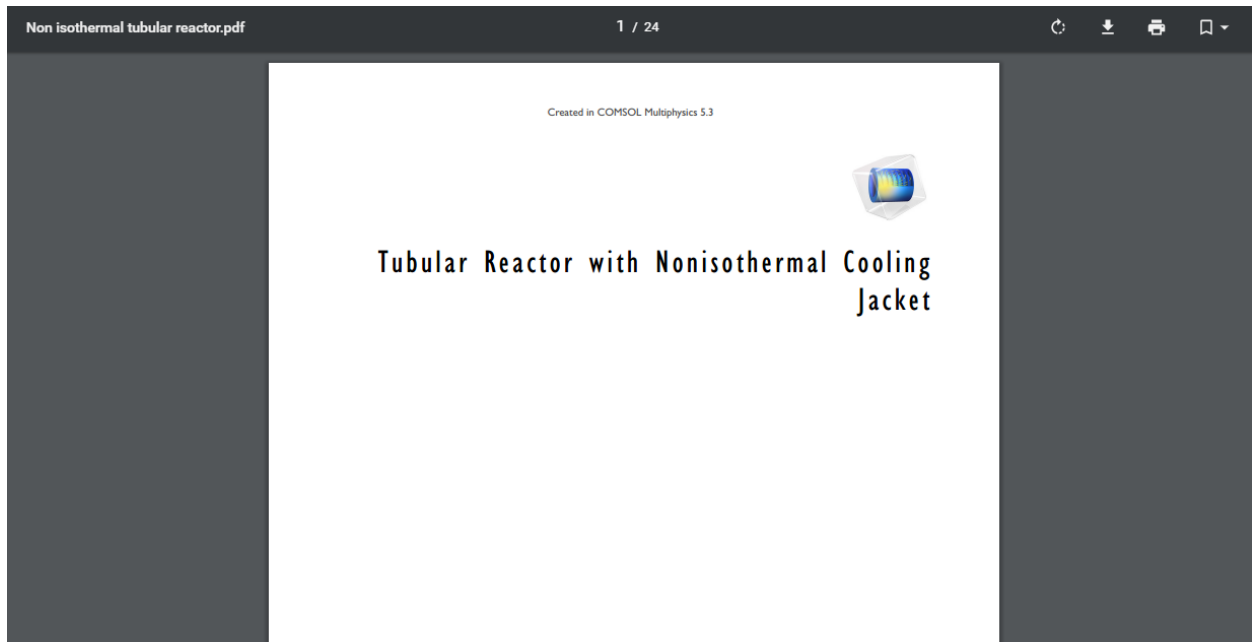 Non isothermal tubular reactor.pdf
1 / 24
Created in COMSOL Multiphysics 5.3
Tubular Reactor with Nonisothermal Cooling
Jacket